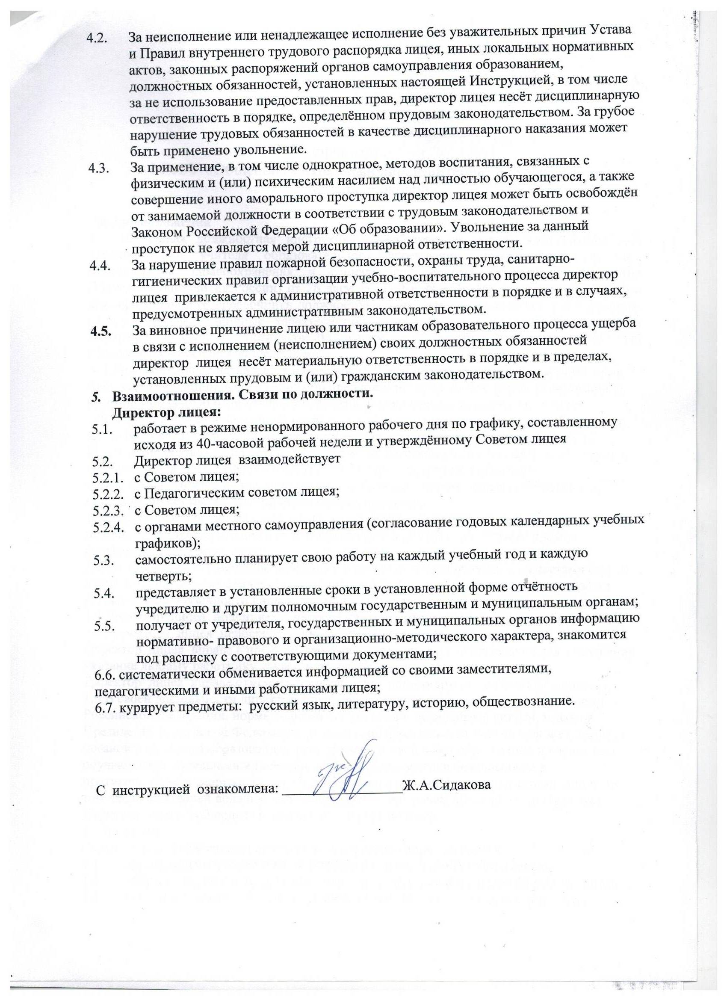 4.2. За неисполнение или ненадлежащее исполнение без уважительных причин Устава
и Правил внутреннего трудового распорядка лицея, иных локальных нормативных
актов, законных распоряжений органов самоуправления образованием,
должностных обязанностей, установленных настоящей Инструкцией, в том числе
за не использование предоставленных прав, директор лицея несёт дисциплинарную
ответственность в порядке, определённом прудовым законодательством. За грубое
нарушение трудовых обязанностей в качестве дисциплинарного наказания может
быть применено увольнение.
4.3. За применение, в том числе однократное, методов воспитания, связанных с
физическим и (или) психическим насилием над личностью обучающегося, а также
совершение иного аморального проступка директор лицея может быть освобождён
от занимаемой должности в соответствии с трудовым законодательством и
Законом Российской Федерации «Об образовании». Увольнение за данный
проступок не является мерой дисциплинарной ответственности.
4.4. За нарушение правил пожарной безопасности, охраны труда, санитарно-
гигиенических правил организации учебно-воспитательного процесса директор
лицея привлекается к административной ответственности в порядке и в случаях,
предусмотренных административным законодательством.
4.5. За виновное причинение лицею или частникам образовательного процесса ущерба
в связи с исполнением (неисполнением) своих должностных обязанностей
директор лицея несёт материальную ответственность в порядке и в пределах,
установленных прудовым и (или) гражданским законодательством.
5. Взаимоотношения. Связи по должности.
Директор лицея:
5.1. работает в режиме ненормированного рабочего дня по графику, составленному
исходя из 40-часовой рабочей недели и утверждённому Советом лицея
5.2. Директор лицея взаимодействует
5.2.1. с Советом лицея;
5.2.2. с Педагогическим советом лицея;
5.2.3. с Советом лицея;
5.2.4. с органами местного самоуправления (согласование годовых календарных учебных
графиков);
5.3. самостоятельно планирует свою работу на каждый учебный год и каждую
четверть;
5.4. представляет в установленные сроки в установленной форме отчётность
учредителю и другим полномочным государственным и муниципальным органам;
5.5. получает от учредителя, государственных и муниципальных органов информацию
нормативно- правового и организационно-методического характера, знакомится
под расписку с соответствующими документами;
6.6. систематически обменивается информацией со своими заместителями,
педагогическими и иными работниками лицея;
6.7. курирует предметы: русский язык, литературу, историю, обществознание.
С инструкцией ознакомлена: _________________Ж.А.Сидакова